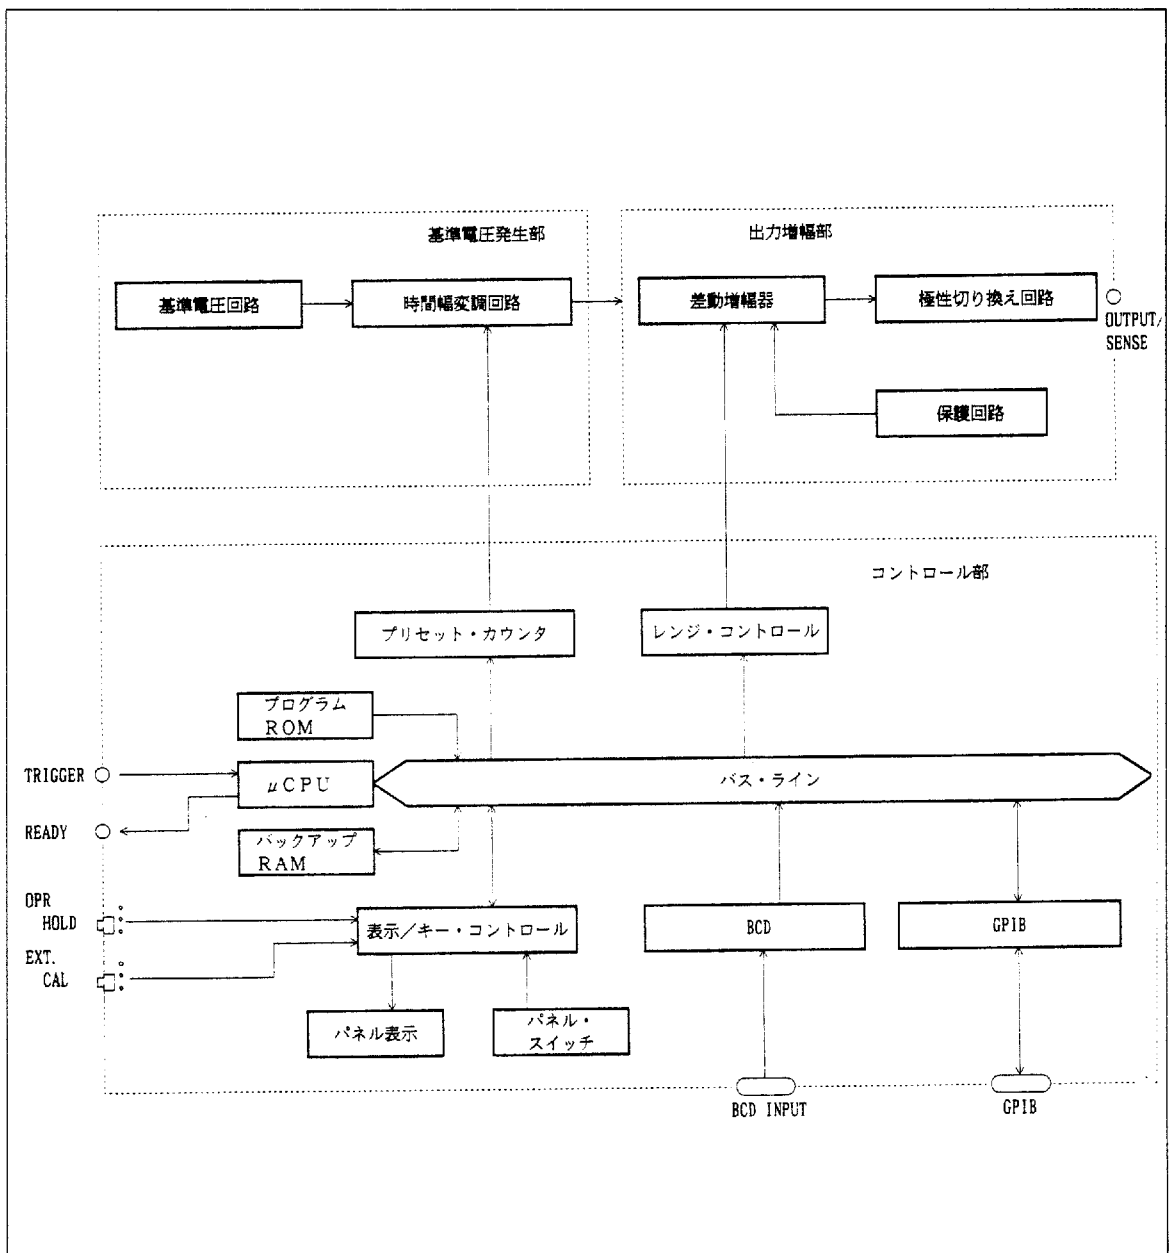 基準電圧発生部
出力増幅部
基準電圧回路
時間幅変調回路
差動増幅器
極性切り換え回路
OUTPUT/
SENSE
保護回路
コントロール部
プリセット・カウンタ
レンジ・コントロール
プログラム
ROM
TRIGGER
μCPU
バス・ライン
READY
バックアップ
RAM
OPR
HOLD
表示／キー・コントロール
BCD
GPIB
EXT.
CAL
パネル表示
パネル・
スイッチ
BCD INPUT
GPIB